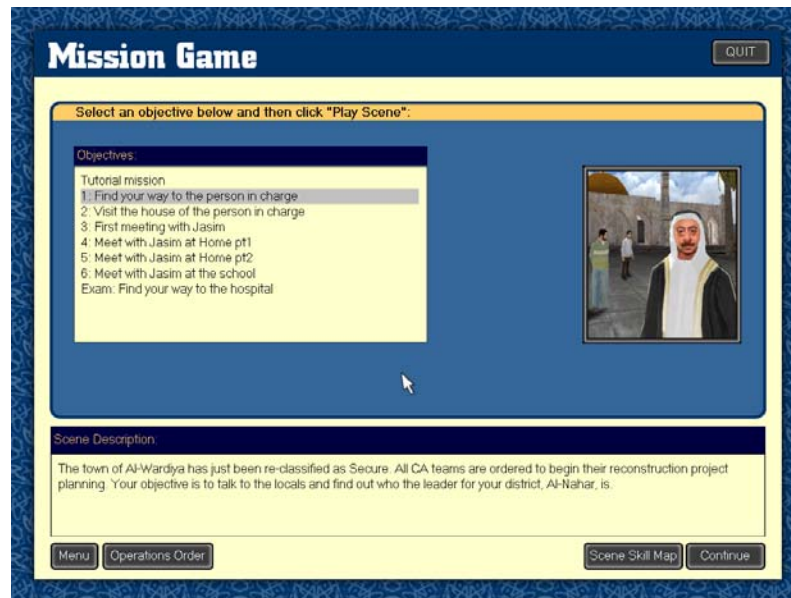 Mission Game
QUIT
Select an objective below and then click "Play Scene":
Objectives:
Tutorial mission
1: Find your way to the person in charge
2: Visit the house of the person in charge
3: First meeting with Jasim
4: Meet with Jasim at Home pt1
5: Meet with Jasim at Home pt2
6: Meet with Jasim at the school
Exam: Find your way to the hospital
Scene Description:
The town of Al-Wardiya has just been re-classified as Secure. All CA teams are ordered to begin their reconstruction project
planning. Your objective is to talk to the locals and find out who the leader for your district, Al-Nahar, is.
Menu
Operations Order
Scene Skill Map
Continue